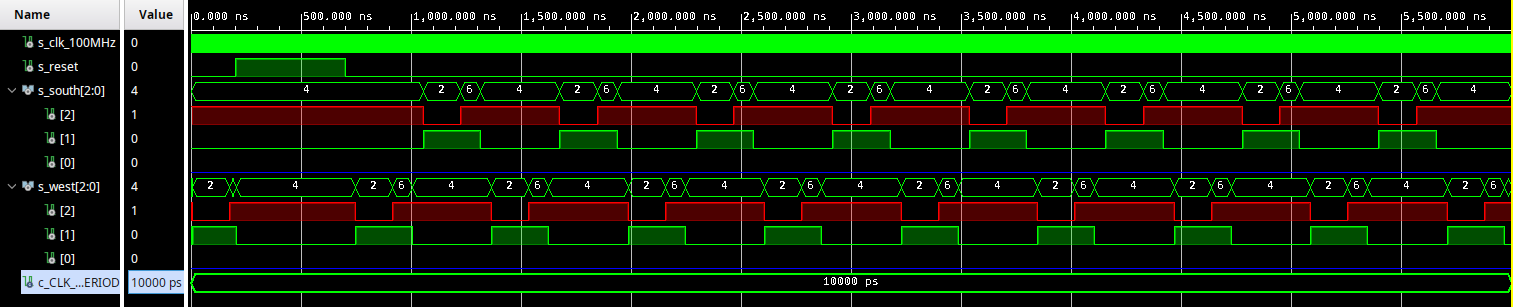 Name Value 0.000 ns 500.000 ns 1,000.000 ns 1,500.000 ns 2,000.000 ns 2,500.000 ns 3,000.000 ns 3,500.000 ns 4,000.000 ns 4,500.000 ns 5,000.000 ns 5,500.000 ns
s_clk_100MHz 0
s_reset 0
s_south[2:0] 4 4 2 6 4 2 6 4 2 6 4 2 6 4 2 6 4 2 6 4 2 6 4 2 6 4
[2] 1
[1] 0
[0] 0
s_west[2:0] 4 2 4 2 6 4 2 6 4 2 6 4 2 6 4 2 6 4 2 6 4 2 6 4 2 6 4 2 6
[2] 1
[1] 0
[0] 0
c_CLK_...ERIOD 10000 ps 10000 ps